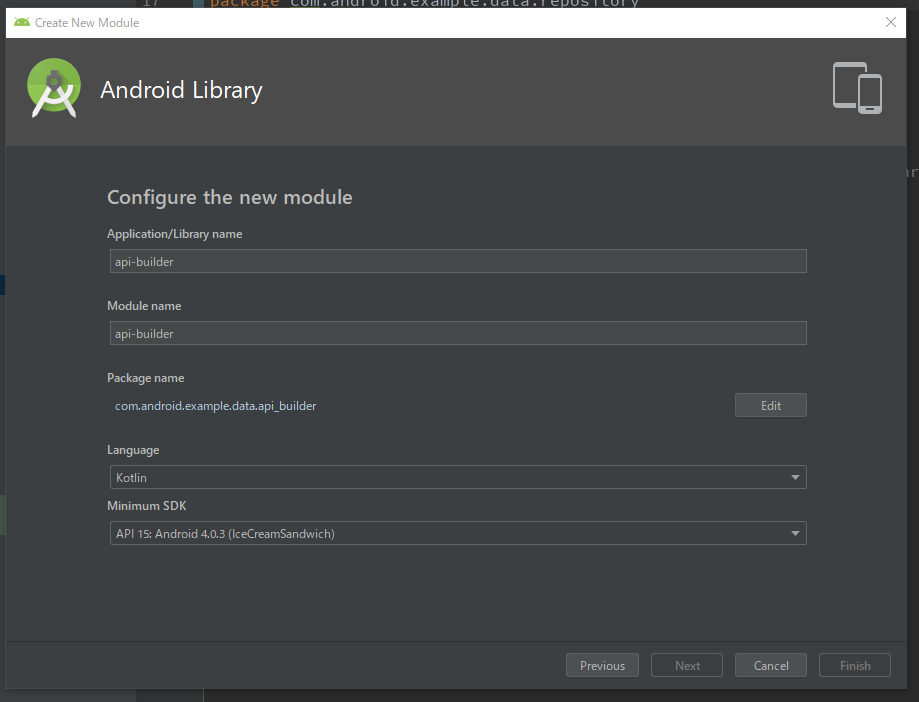 17 package com.android.example.data.repository
Create New Module
Android Library
Configure the new module
Application/Library name
api-builder
Module name
api-builder
Package name
com.android.example.data.api_builder
Edit
Language
Kotlin
Minimum SDK
API 15: Android 4.0.3 (IceCreamSandwich)
Previous
Next
Cancel
Finish